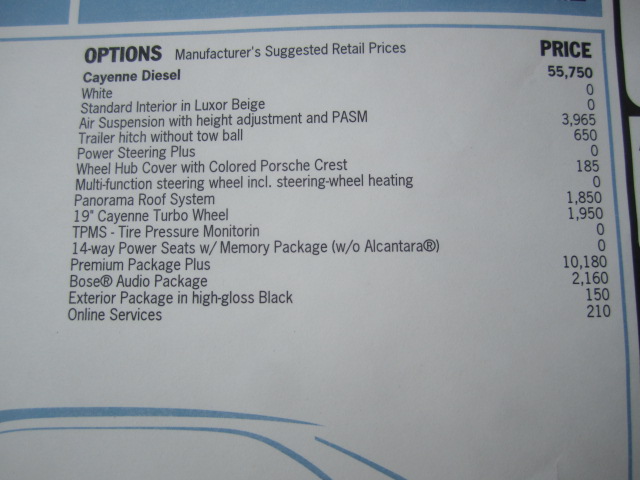 OPTIONS Manufacturer's Suggested Retail Prices PRICE
Cayenne Diesel 55,750
White 0
Standard Interior in Luxor Beige 0
Air Suspension with height adjustment and PASM 3,965
Trailer hitch without tow ball 650
Power Steering Plus 0
Wheel Hub Cover with Colored Porsche Crest 185
Multi-function steering wheel incl. steering-wheel heating 0
Panorama Roof System 1,850
19" Cayenne Turbo Wheel 1,950
TPMS - Tire Pressure Monitorin 0
14-way Power Seats w/ Memory Package (w/o Alcantara®) 0
Premium Package Plus 10,180
Bose® Audio Package 2,160
Exterior Package in high-gloss Black 150
Online Services 210